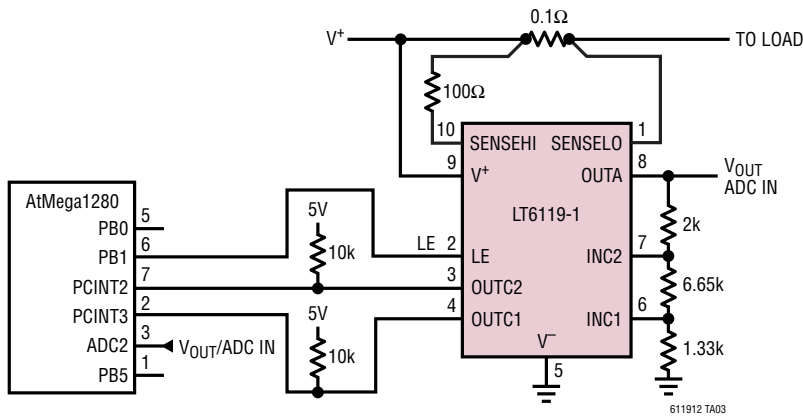 0.1Ω
V+
TO LOAD
100Ω
10
1
SENSEHI
SENSELO
9
V+
8
OUTA
VOUT
ADC IN
AtMega1280
LT6119-1
5
PB0
5V
2k
6
PB1
10k
LE
2
LE
7
INC2
7
PCINT2
3
OUTC2
6.65k
2
PCINT3
4
OUTC1
6
INC1
5V
3
ADC2
VOUT/ADC IN
10k
V–
1.33k
1
PB5
5
611912 TA03